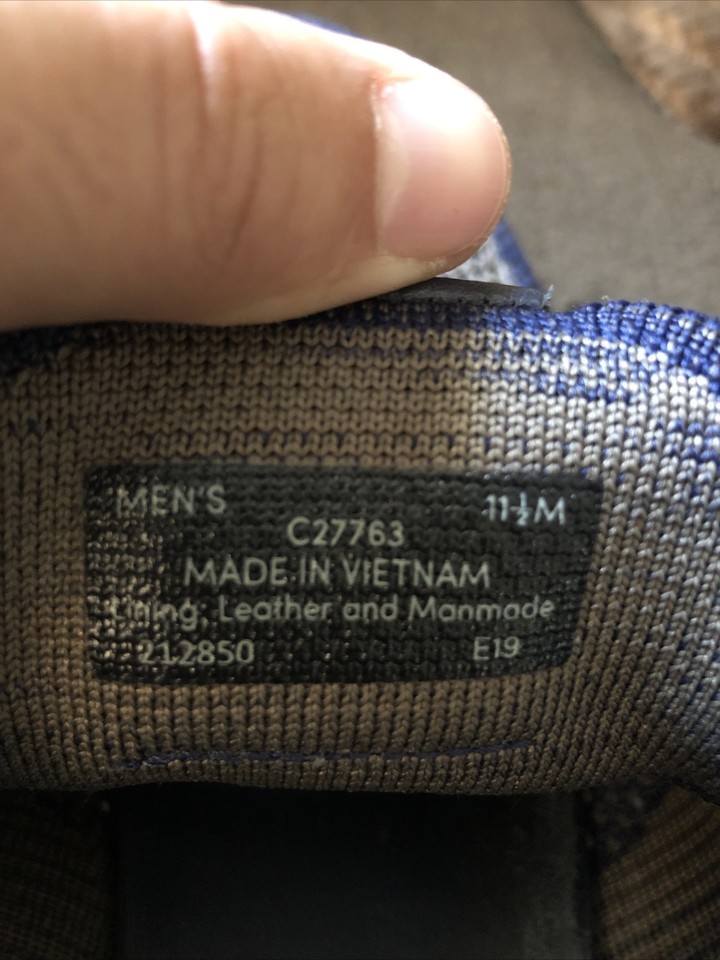 MEN'S 11½M
C27763
MADE IN VIETNAM
Lining, Leather and Manmade
212850 E19